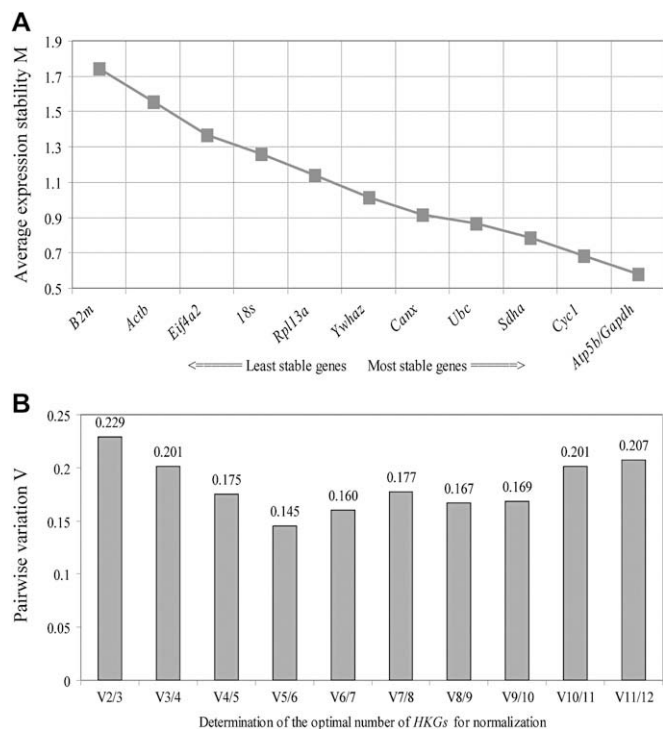 A
Average expression stability M
1.9
1.7
1.5
1.3
1.1
0.9
0.7
0.5
B2m
Actb
Eif4a2
18s
Rpl13a
Ywhaz
Canx
Ubc
Sdha
Cyc1
Atp5b/Gapdh
<====== Least stable genes Most stable genes ======>
B
Pairwise variation V
0.25
0.2
0.15
0.1
0.05
0
0.229
0.201
0.175
0.145
0.160
0.177
0.167
0.169
0.201
0.207
V2/3 V3/4 V4/5 V5/6 V6/7 V7/8 V8/9 V9/10 V10/11 V11/12
Determination of the optimal number of HKGs for normalization